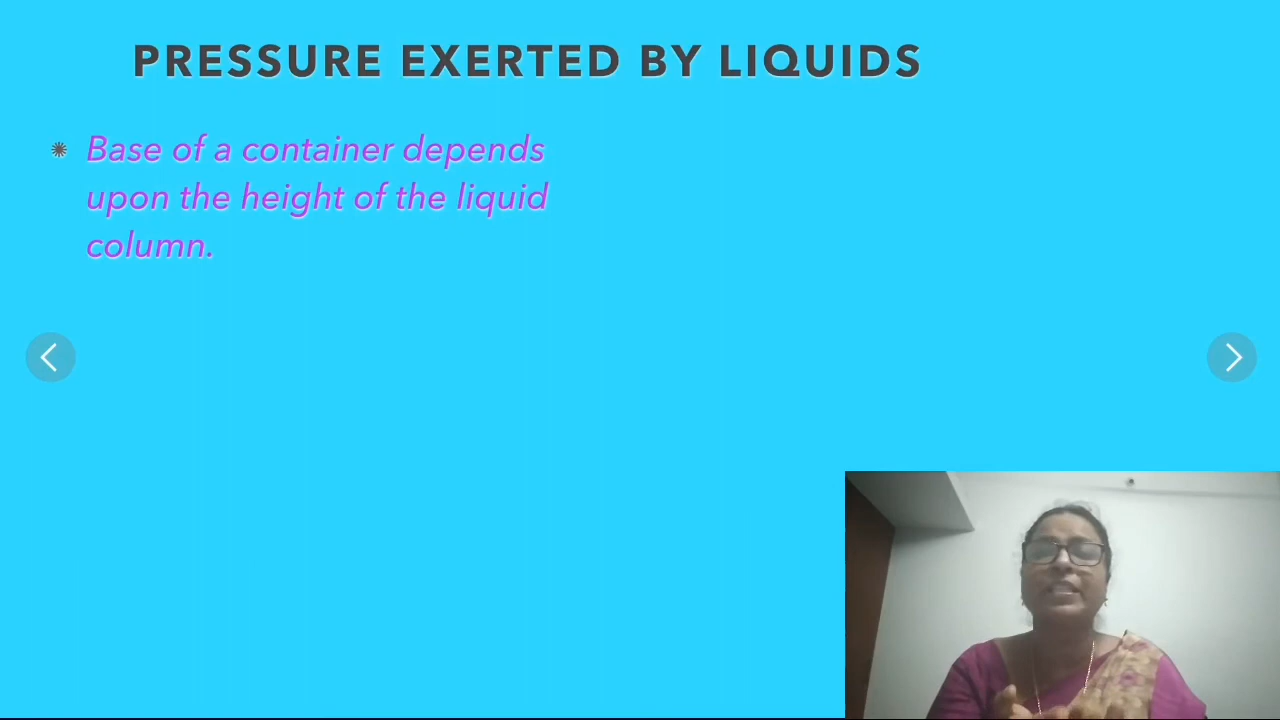 PRESSURE EXERTED BY LIQUIDS
Base of a container depends
upon the height of the liquid
column.